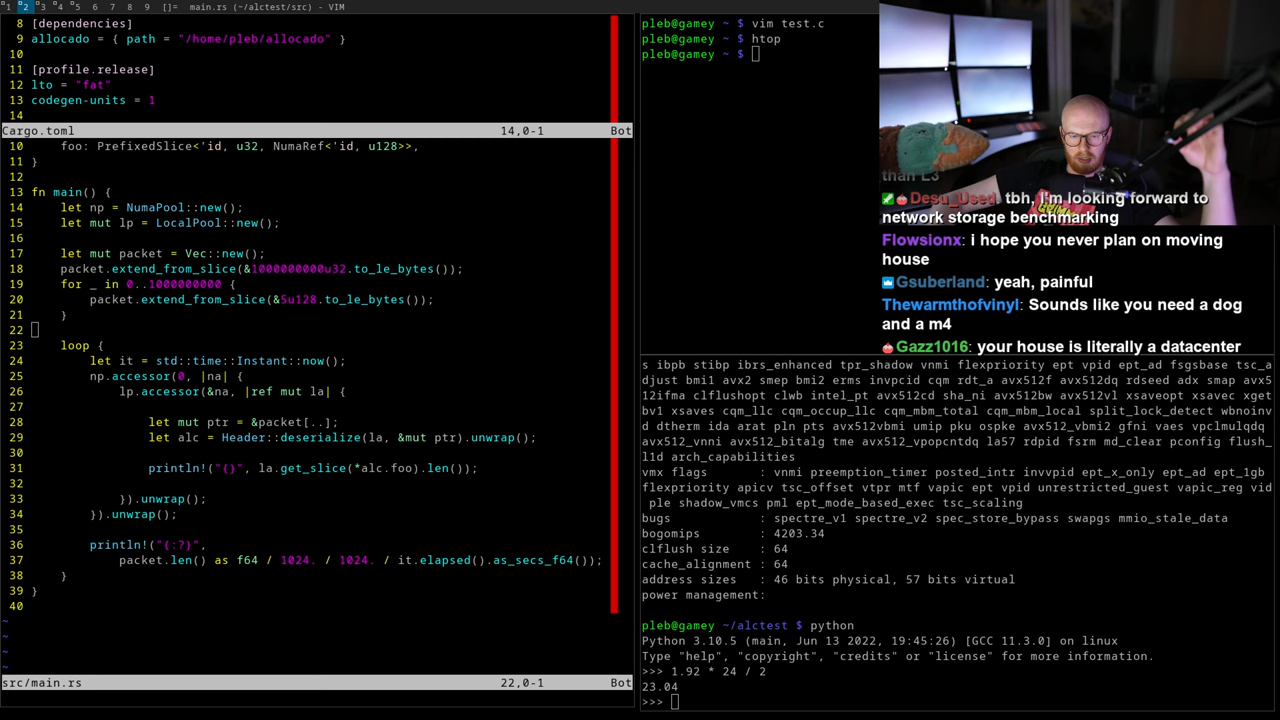 1 2 3 4 5 6 7 8 9 []= main.rs (~/alctest/src) - VIM
8 [dependencies]
9 allocado = { path = "/home/pleb/allocado" }
10
11 [profile.release]
12 lto = "fat"
13 codegen-units = 1
14
Cargo.toml 14,0-1 Bot
10     foo: PrefixedSlice<'id, u32, NumaRef<'id, u128>>,
11 }
12
13 fn main() {
14     let np = NumaPool::new();
15     let mut lp = LocalPool::new();
16
17     let mut packet = Vec::new();
18     packet.extend_from_slice(&1000000000u32.to_le_bytes());
19     for _ in 0..1000000000 {
20         packet.extend_from_slice(&5u128.to_le_bytes());
21     }
22
23     loop {
24         let it = std::time::Instant::now();
25         np.accessor(0, |na| {
26             lp.accessor(&na, |ref mut la| {
27
28                 let mut ptr = &packet[..];
29                 let alc = Header::deserialize(la, &mut ptr).unwrap();
30
31                 println!("{}", la.get_slice(*alc.foo).len());
32
33             }).unwrap();
34         }).unwrap();
35
36         println!("{:?}",
37             packet.len() as f64 / 1024. / 1024. / it.elapsed().as_secs_f64());
38     }
39 }
40
~
~
~
~
src/main.rs 22,0-1 Bot
pleb@gamey ~ $ vim test.c
pleb@gamey ~ $ htop
pleb@gamey ~ $
than L3
Desu_Used: tbh, i'm looking forward to
network storage benchmarking
Flowsionx: i hope you never plan on moving
house
Gsuberland: yeah, painful
Thewarmthofvinyl: Sounds like you need a dog
and a m4
Gazz1016: your house is literally a datacenter
s ibpb stibp ibrs_enhanced tpr_shadow vnmi flexpriority ept vpid ept_ad fsgsbase tsc_a
djust bmi1 avx2 smep bmi2 erms invpcid cqm rdt_a avx512f avx512dq rdseed adx smap avx5
12ifma clflushopt clwb intel_pt avx512cd sha_ni avx512bw avx512vl xsaveopt xsavec xget
bv1 xsaves cqm_llc cqm_occup_llc cqm_mbm_total cqm_mbm_local split_lock_detect wbnoinv
d dtherm ida arat pln pts avx512vbmi umip pku ospke avx512_vbmi2 gfni vaes vpclmulqdq
avx512_vnni avx512_bitalg tme avx512_vpopcntdq la57 rdpid fsrm md_clear pconfig flush_
l1d arch_capabilities
vmx flags : vnmi preemption_timer posted_intr invvpid ept_x_only ept_ad ept_1gb
flexpriority apicv tsc_offset vtpr mtf vapic ept vpid unrestricted_guest vapic_reg vid
ple shadow_vmcs pml ept_mode_based_exec tsc_scaling
bugs : spectre_v1 spectre_v2 spec_store_bypass swapgs mmio_stale_data
bogomips : 4203.34
clflush size : 64
cache_alignment : 64
address sizes : 46 bits physical, 57 bits virtual
power management:
pleb@gamey ~/alctest $ python
Python 3.10.5 (main, Jun 13 2022, 19:45:26) [GCC 11.3.0] on linux
Type "help", "copyright", "credits" or "license" for more information.
>>> 1.92 * 24 / 2
23.04
>>>